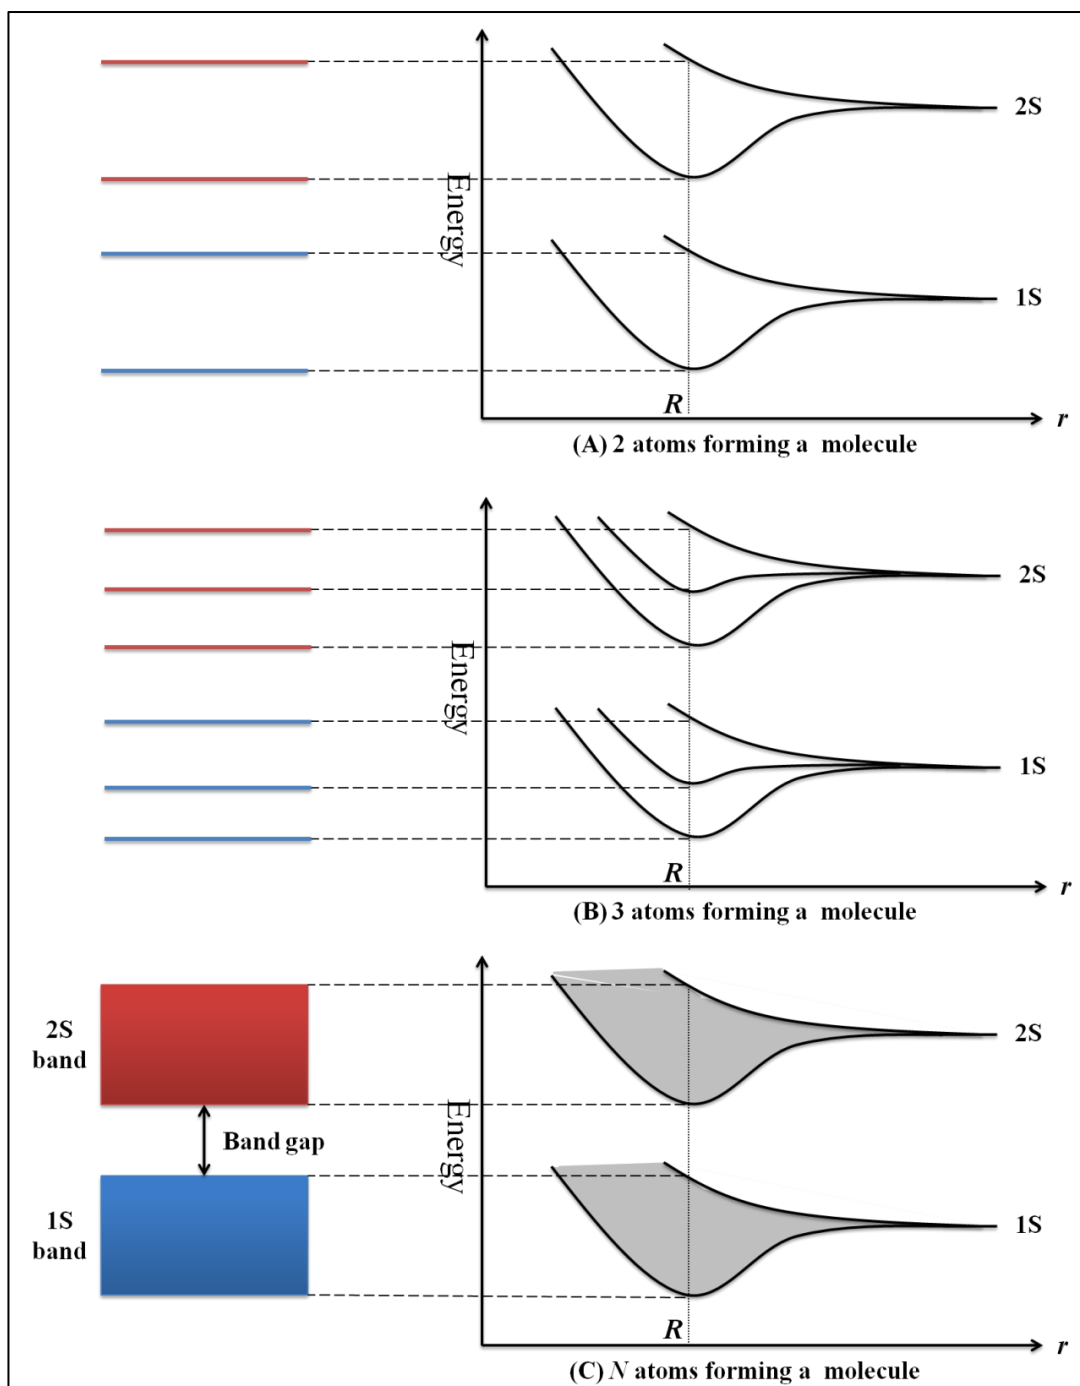 2S
Energy
1S
R
r
(A) 2 atoms forming a molecule
2S
Energy
1S
R
r
(B) 3 atoms forming a molecule
2S
band
Band gap
1S
band
Energy
2S
1S
R
r
(C) N atoms forming a molecule